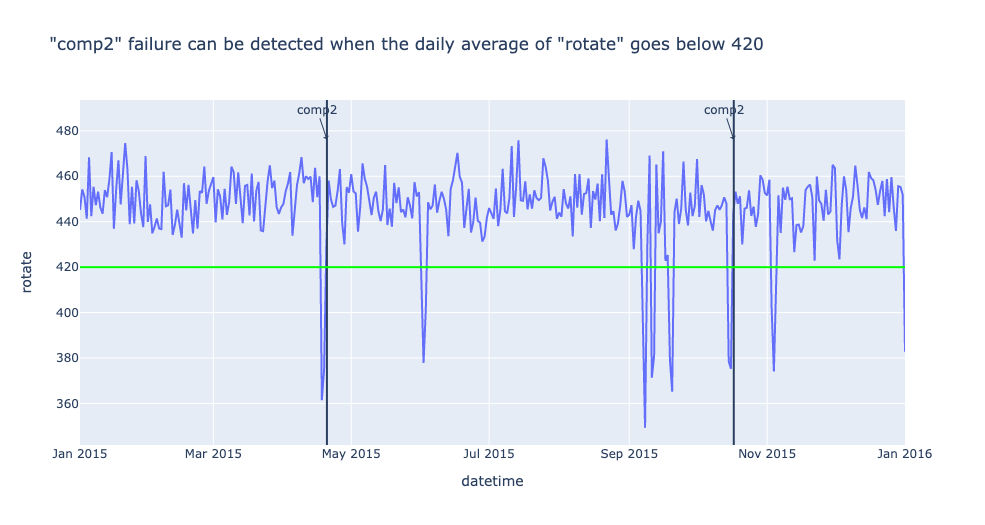 "comp2" failure can be detected when the daily average of "rotate" goes below 420
comp2
comp2
480
460
440
420
400
380
360
rotate
Jan 2015
Mar 2015
May 2015
Jul 2015
Sep 2015
Nov 2015
Jan 2016
datetime